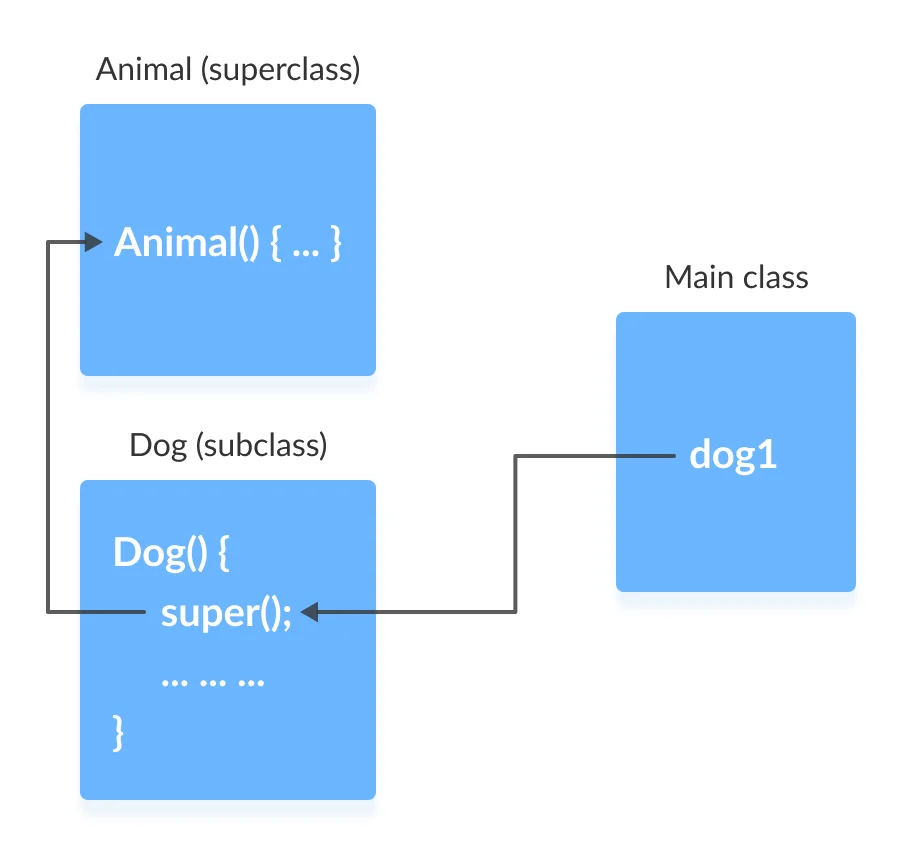 Animal (superclass)
Animal() { ... }
Dog (subclass)
Dog() {
super();
... ... ...
}
Main class
dog1